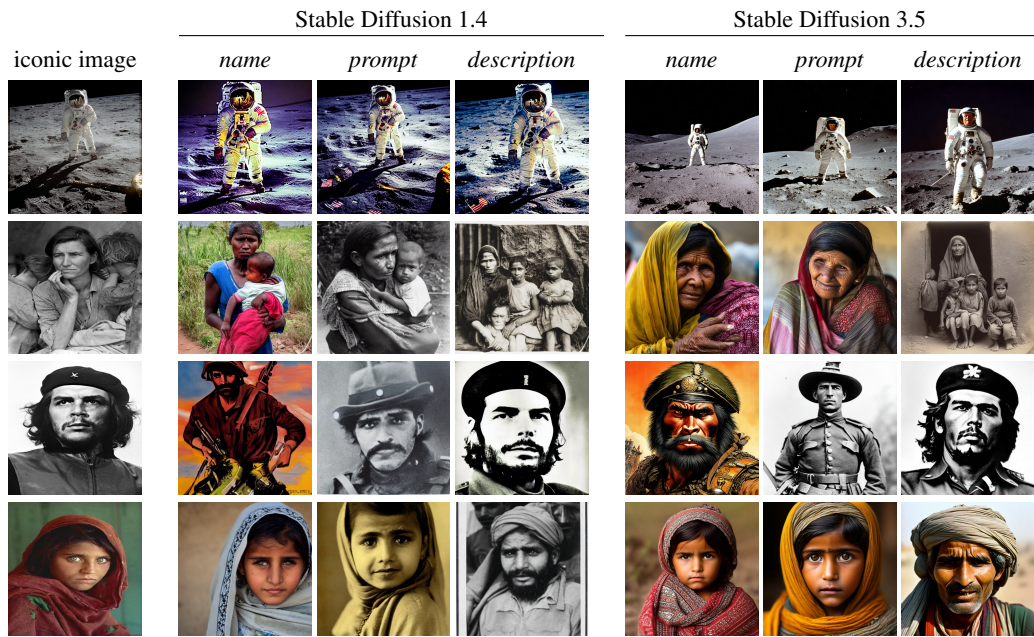 Stable Diffusion 1.4 Stable Diffusion 3.5
iconic image name prompt description name prompt description